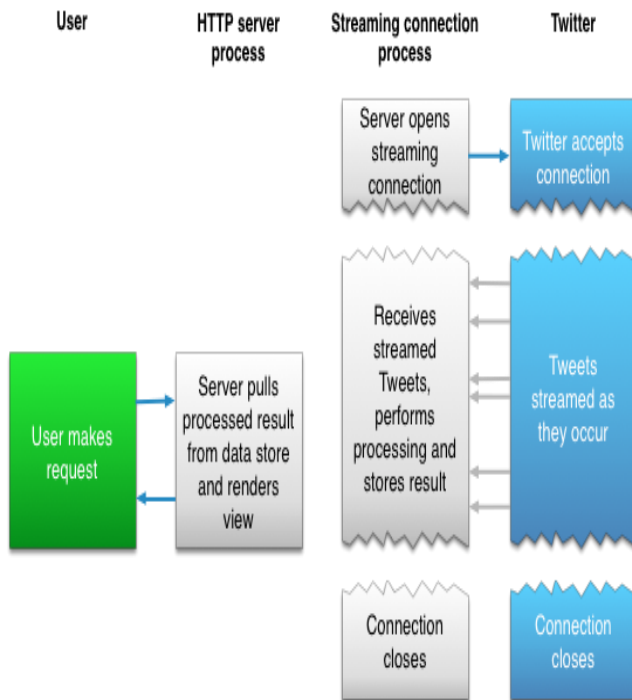 User
HTTP server
process
Streaming connection
process
Twitter
Server opens
streaming
connection
Twitter accepts
connection
User makes
request
Server pulls
processed result
from data store
and renders
view
Receives
streamed
Tweets,
performs
processing and
stores result
Tweets
streamed as
they occur
Connection
closes
Connection
closes